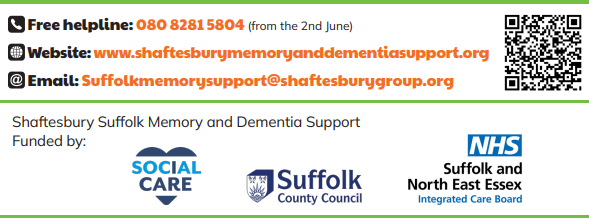 Free helpline: 080 8281 5804 (from the 2nd June)
Website: www.shaftesburymemoryanddementiasupport.org
@ Email: Suffolkmemorysupport@shaftesburygroup.org
Shaftesbury Suffolk Memory and Dementia Support
Funded by:
SOCIAL
CARE
Suffolk
County Council
NHS
Suffolk and
North East Essex
Integrated Care Board